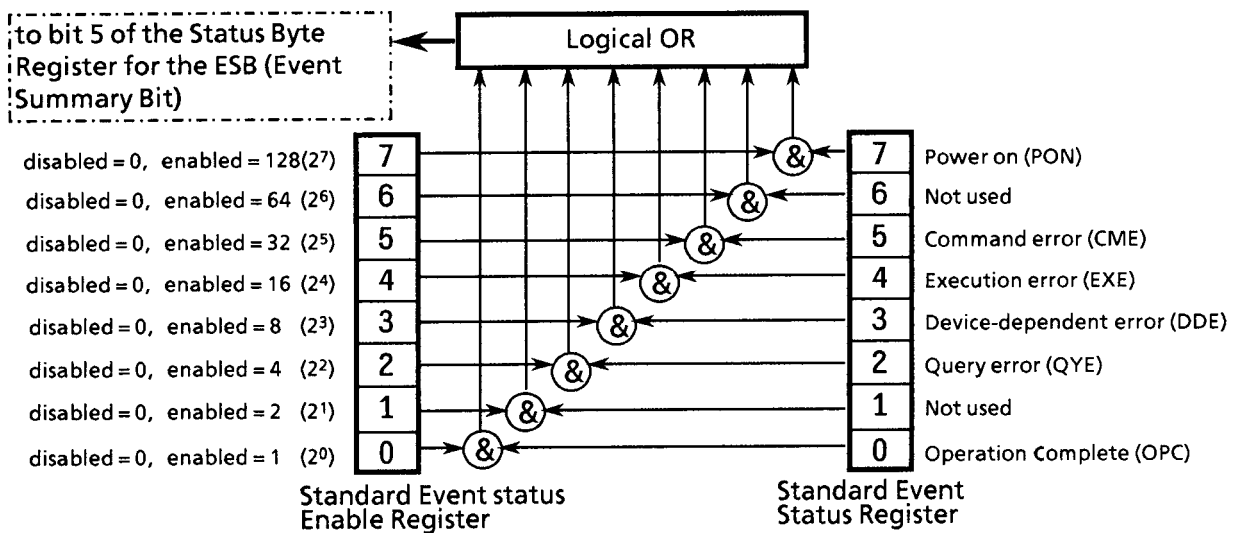 to bit 5 of the Status Byte
Register for the ESB (Event
Summary Bit)
Logical OR
disabled = 0, enabled = 128(2⁷) 7 & 7 Power on (PON)
disabled = 0, enabled = 64 (2⁶) 6 & 6 Not used
disabled = 0, enabled = 32 (2⁵) 5 & 5 Command error (CME)
disabled = 0, enabled = 16 (2⁴) 4 & 4 Execution error (EXE)
disabled = 0, enabled = 8 (2³) 3 & 3 Device-dependent error (DDE)
disabled = 0, enabled = 4 (2²) 2 & 2 Query error (QYE)
disabled = 0, enabled = 2 (2¹) 1 & 1 Not used
disabled = 0, enabled = 1 (2⁰) 0 & 0 Operation Complete (OPC)
Standard Event status
Enable Register
Standard Event
Status Register